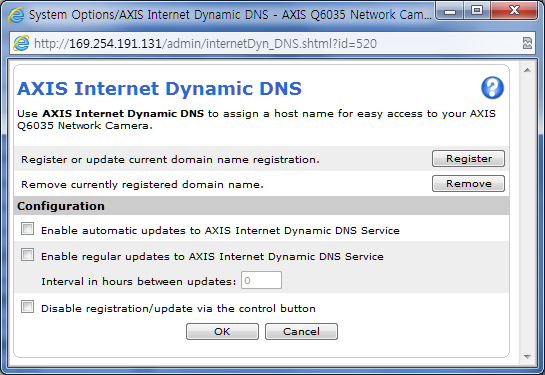 System Options/AXIS Internet Dynamic DNS - AXIS Q6035 Network Cam...
http://169.254.191.131/admin/internetDyn_DNS.shtml?id=520
AXIS Internet Dynamic DNS
?
Use AXIS Internet Dynamic DNS to assign a host name for easy access to your AXIS
Q6035 Network Camera.
Register or update current domain name registration. Register
Remove currently registered domain name. Remove
Configuration
Enable automatic updates to AXIS Internet Dynamic DNS Service
Enable regular updates to AXIS Internet Dynamic DNS Service
Interval in hours between updates: 0
Disable registration/update via the control button
OK Cancel